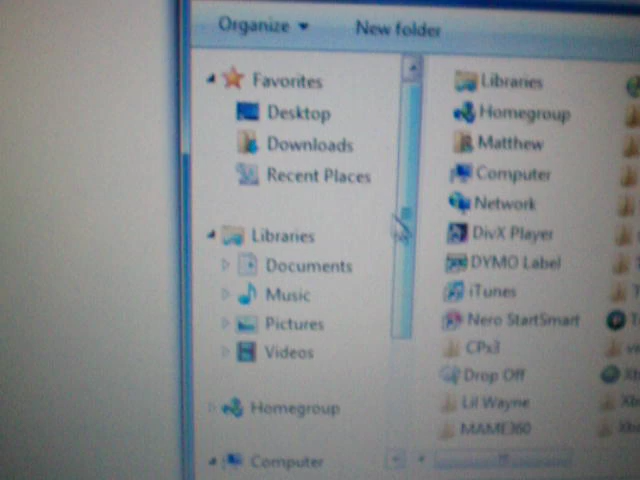 Organize
New folder
Favorites
Desktop
Downloads
Recent Places
Libraries
Documents
Music
Pictures
Videos
Homegroup
Computer
Libraries
Homegroup
Matthew
Computer
Network
DivX Player
DYMO Label
iTunes
Nero StartSmart
CPx3
Drop Off
Lil Wayne
MAME360